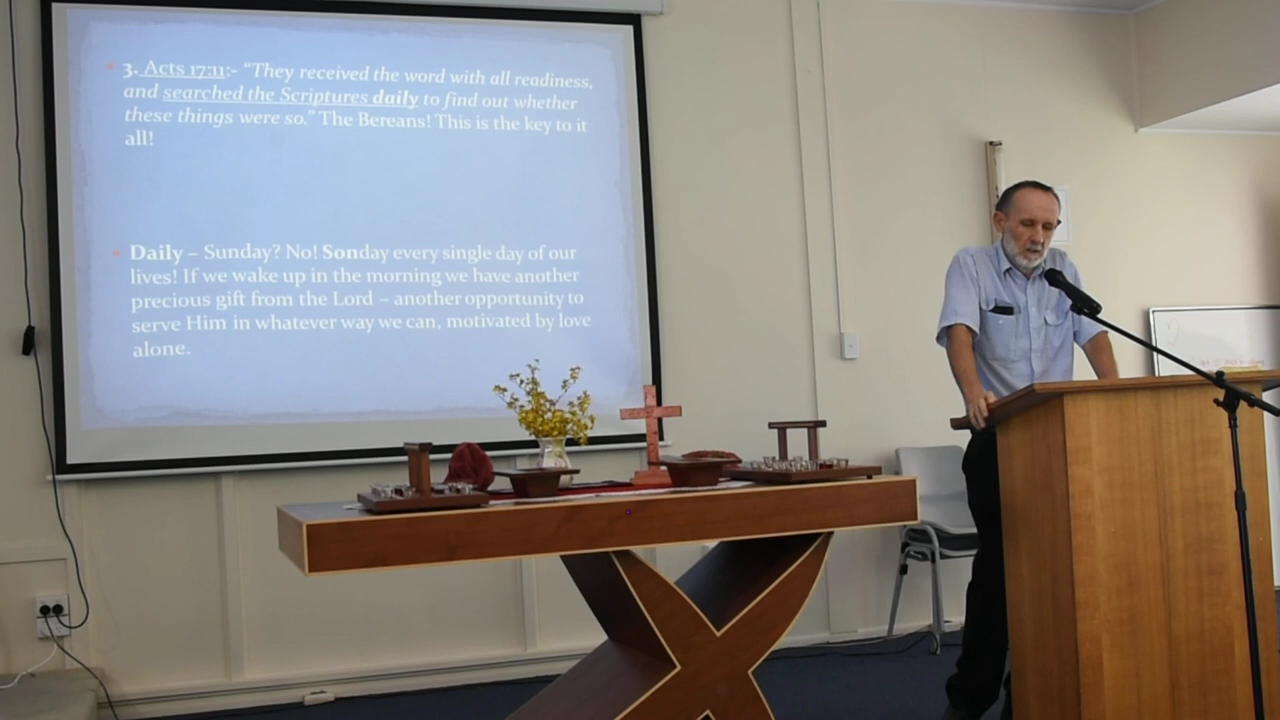 3. Acts 17:11:- “They received the word with all readiness,
and searched the Scriptures daily to find out whether
these things were so.” The Bereans! This is the key to it
all!
Daily – Sunday? No! Sonday every single day of our
lives! If we wake up in the morning we have another
precious gift from the Lord – another opportunity to
serve Him in whatever way we can, motivated by love
alone.